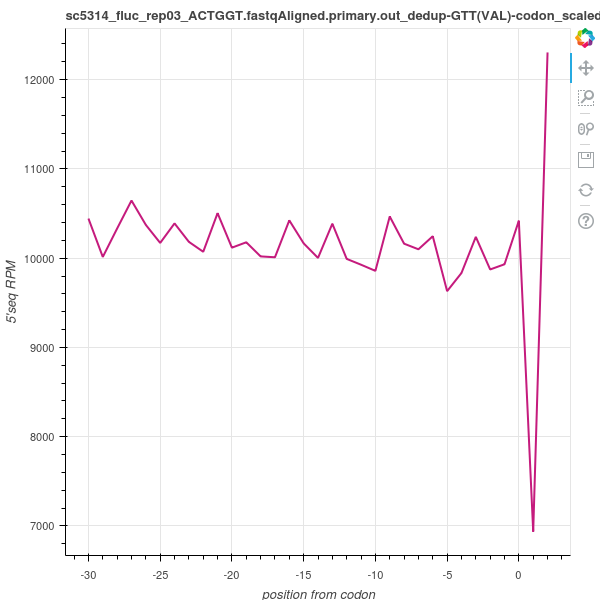 sc5314_fluc_rep03_ACTGGT.fastqAligned.primary.out_dedup-GTT(VAL)-codon_scaled
12000
11000
10000
9000
8000
7000
5'seq RPM
-30 -25 -20 -15 -10 -5 0
position from codon